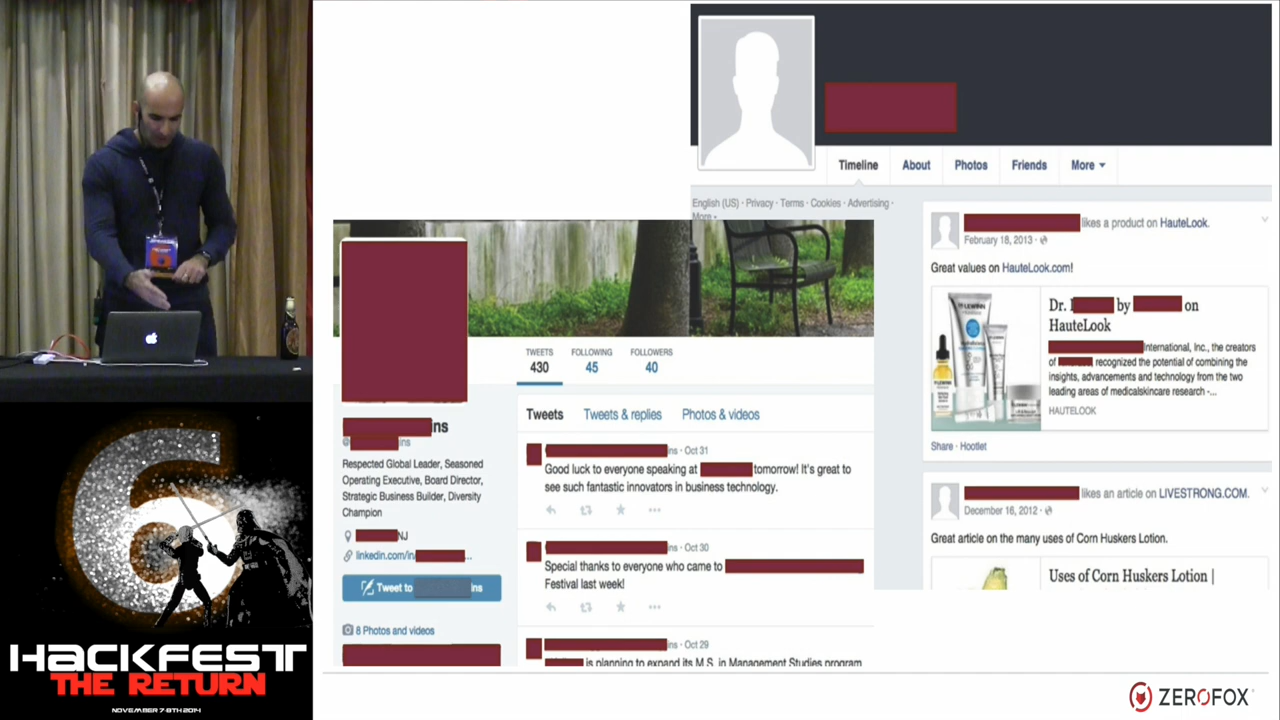 Timeline
About
Photos
Friends
More
English (US) · Privacy · Terms · Cookies · Advertising ·
More
likes a product on HauteLook.
February 18, 2013 ·
Great values on HauteLook.com!
Dr. by on
HauteLook
International, Inc., the creators
of recognized the potential of combining the
insights, advancements and technology from the two
leading areas of medicalskincare research -...
HAUTELOOK
Share · Hootlet
likes an article on LIVESTRONG.COM.
December 16, 2012 ·
Great article on the many uses of Corn Huskers Lotion.
Uses of Corn Huskers Lotion |
TWEETS FOLLOWING FOLLOWERS
430 45 40
ns
@ ins
Respected Global Leader, Seasoned
Operating Executive, Board Director,
Strategic Business Builder, Diversity
Champion
NJ
linkedin.com/in/ ...
Tweet to ins
8 Photos and videos
Tweets Tweets & replies Photos & videos
ns · Oct 31
Good luck to everyone speaking at tomorrow! It's great to
see such fantastic innovators in business technology.
ns · Oct 30
Special thanks to everyone who came to
Festival last week!
ns · Oct 29
is planning to expand its M.S. in Management Studies program
6
HACKFEST
THE RETURN
NOVEMBER 7-8TH 2014
ZEROFOX